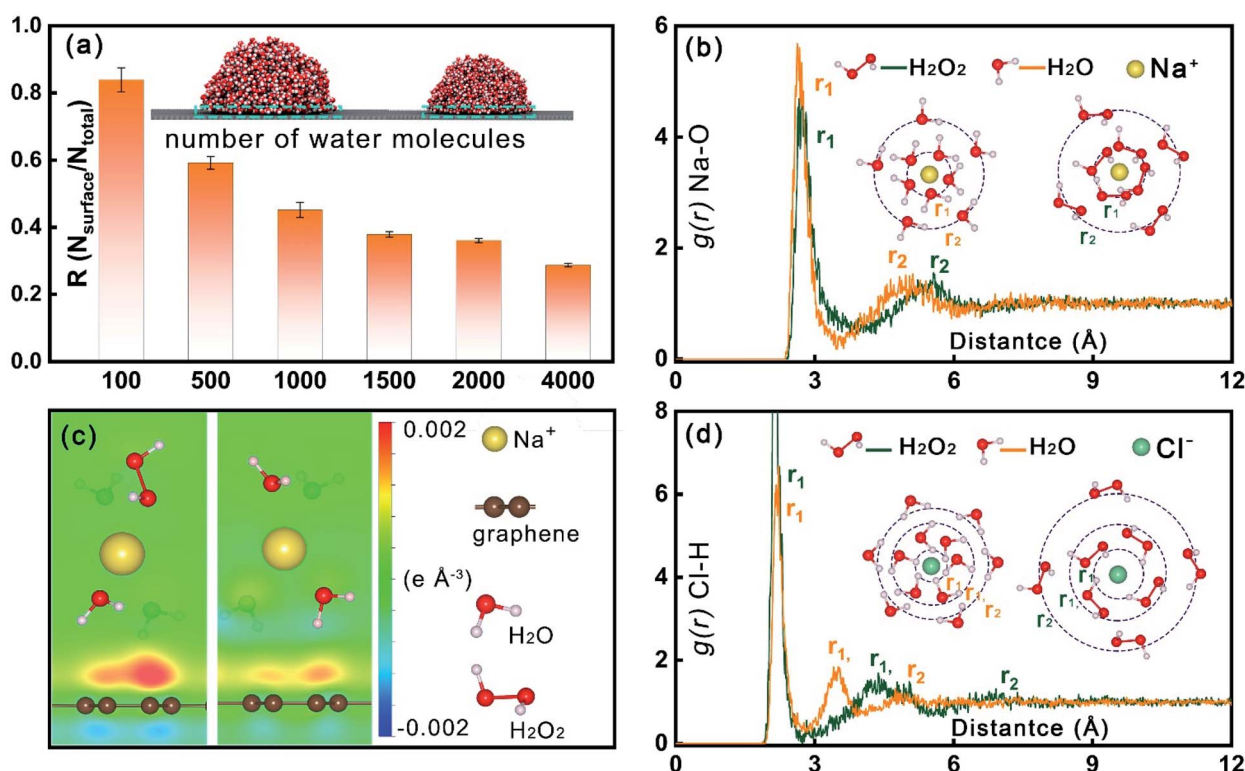 (a)
1.0
0.8
0.6
0.4
0.2
0.0
R (Nsurface/Ntotal)
number of water molecules
100 500 1000 1500 2000 4000
(b)
6
4
2
0
g(r) Na-O
H2O2 H2O Na+
r1
r1
r1
r2
r1
r2
r2 r2
Distantce (Å)
0 3 6 9 12
(c)
0.002
(e Å-3)
-0.002
Na+
graphene
H2O
H2O2
(d)
8
6
4
2
0
g(r) Cl-H
H2O2 H2O Cl-
r1
r1
r1
r1,
r2
r1
r1,
r2
r1, r1, r2 r2
Distantce (Å)
0 3 6 9 12